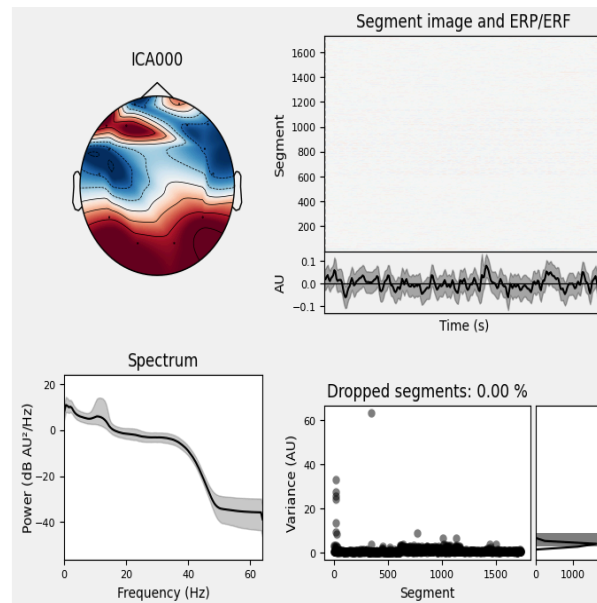 Segment image and ERP/ERF
ICA000
1600
1400
1200
1000
800
600
400
200
Segment
0.1
0.0
−0.1
AU
Time (s)
Spectrum
20
0
−20
−40
Power (dB AU²/Hz)
0 20 40 60
Frequency (Hz)
Dropped segments: 0.00 %
60
40
20
0
Variance (AU)
0 500 1000 1500
Segment
0 1000